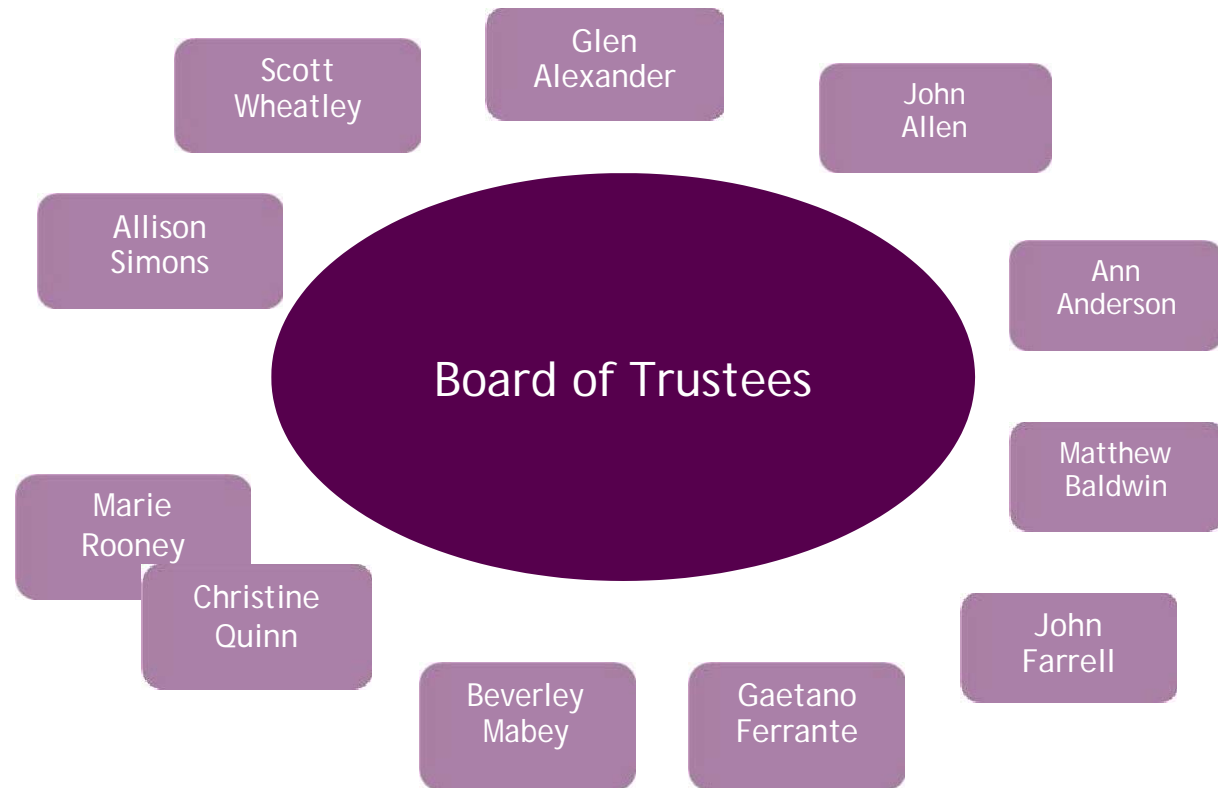 Glen
Alexander
Scott
Wheatley
John
Allen
Allison
Simons
Ann
Anderson
Board of Trustees
Matthew
Baldwin
Marie
Rooney
Christine
Quinn
John
Farrell
Beverley
Mabey
Gaetano
Ferrante